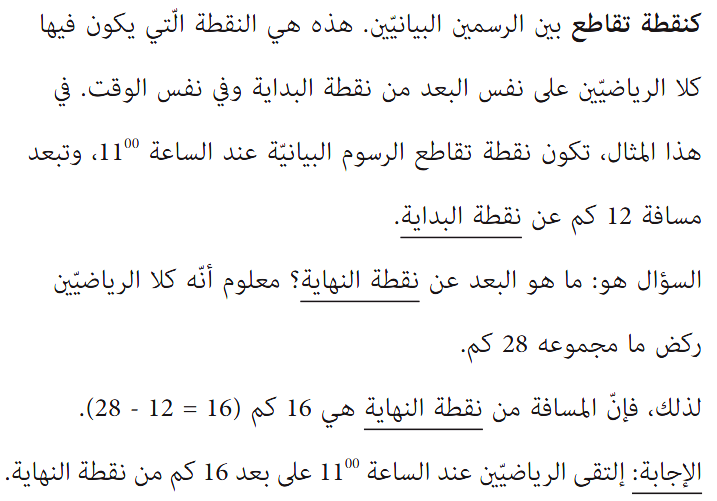 كنقطة تقاطع بين الرسمين البيانيّين. هذه هي النقطة الّتي يكون فيها
كلا الرياضيّين على نفس البعد من نقطة البداية وفي نفس الوقت. في
هذا المثال، تكون نقطة تقاطع الرسوم البيانيّة عند الساعة 11⁰⁰، وتبعد
مسافة 12 كم عن نقطة البداية.
السؤال هو: ما هو البعد عن نقطة النهاية؟ معلوم أنّه كلا الرياضيّين
ركض ما مجموعه 28 كم.
لذلك، فإنّ المسافة من نقطة النهاية هي 16 كم (16 = 12 - 28).
الإجابة: إلتقى الرياضيّين عند الساعة 11⁰⁰ على بعد 16 كم من نقطة النهاية.